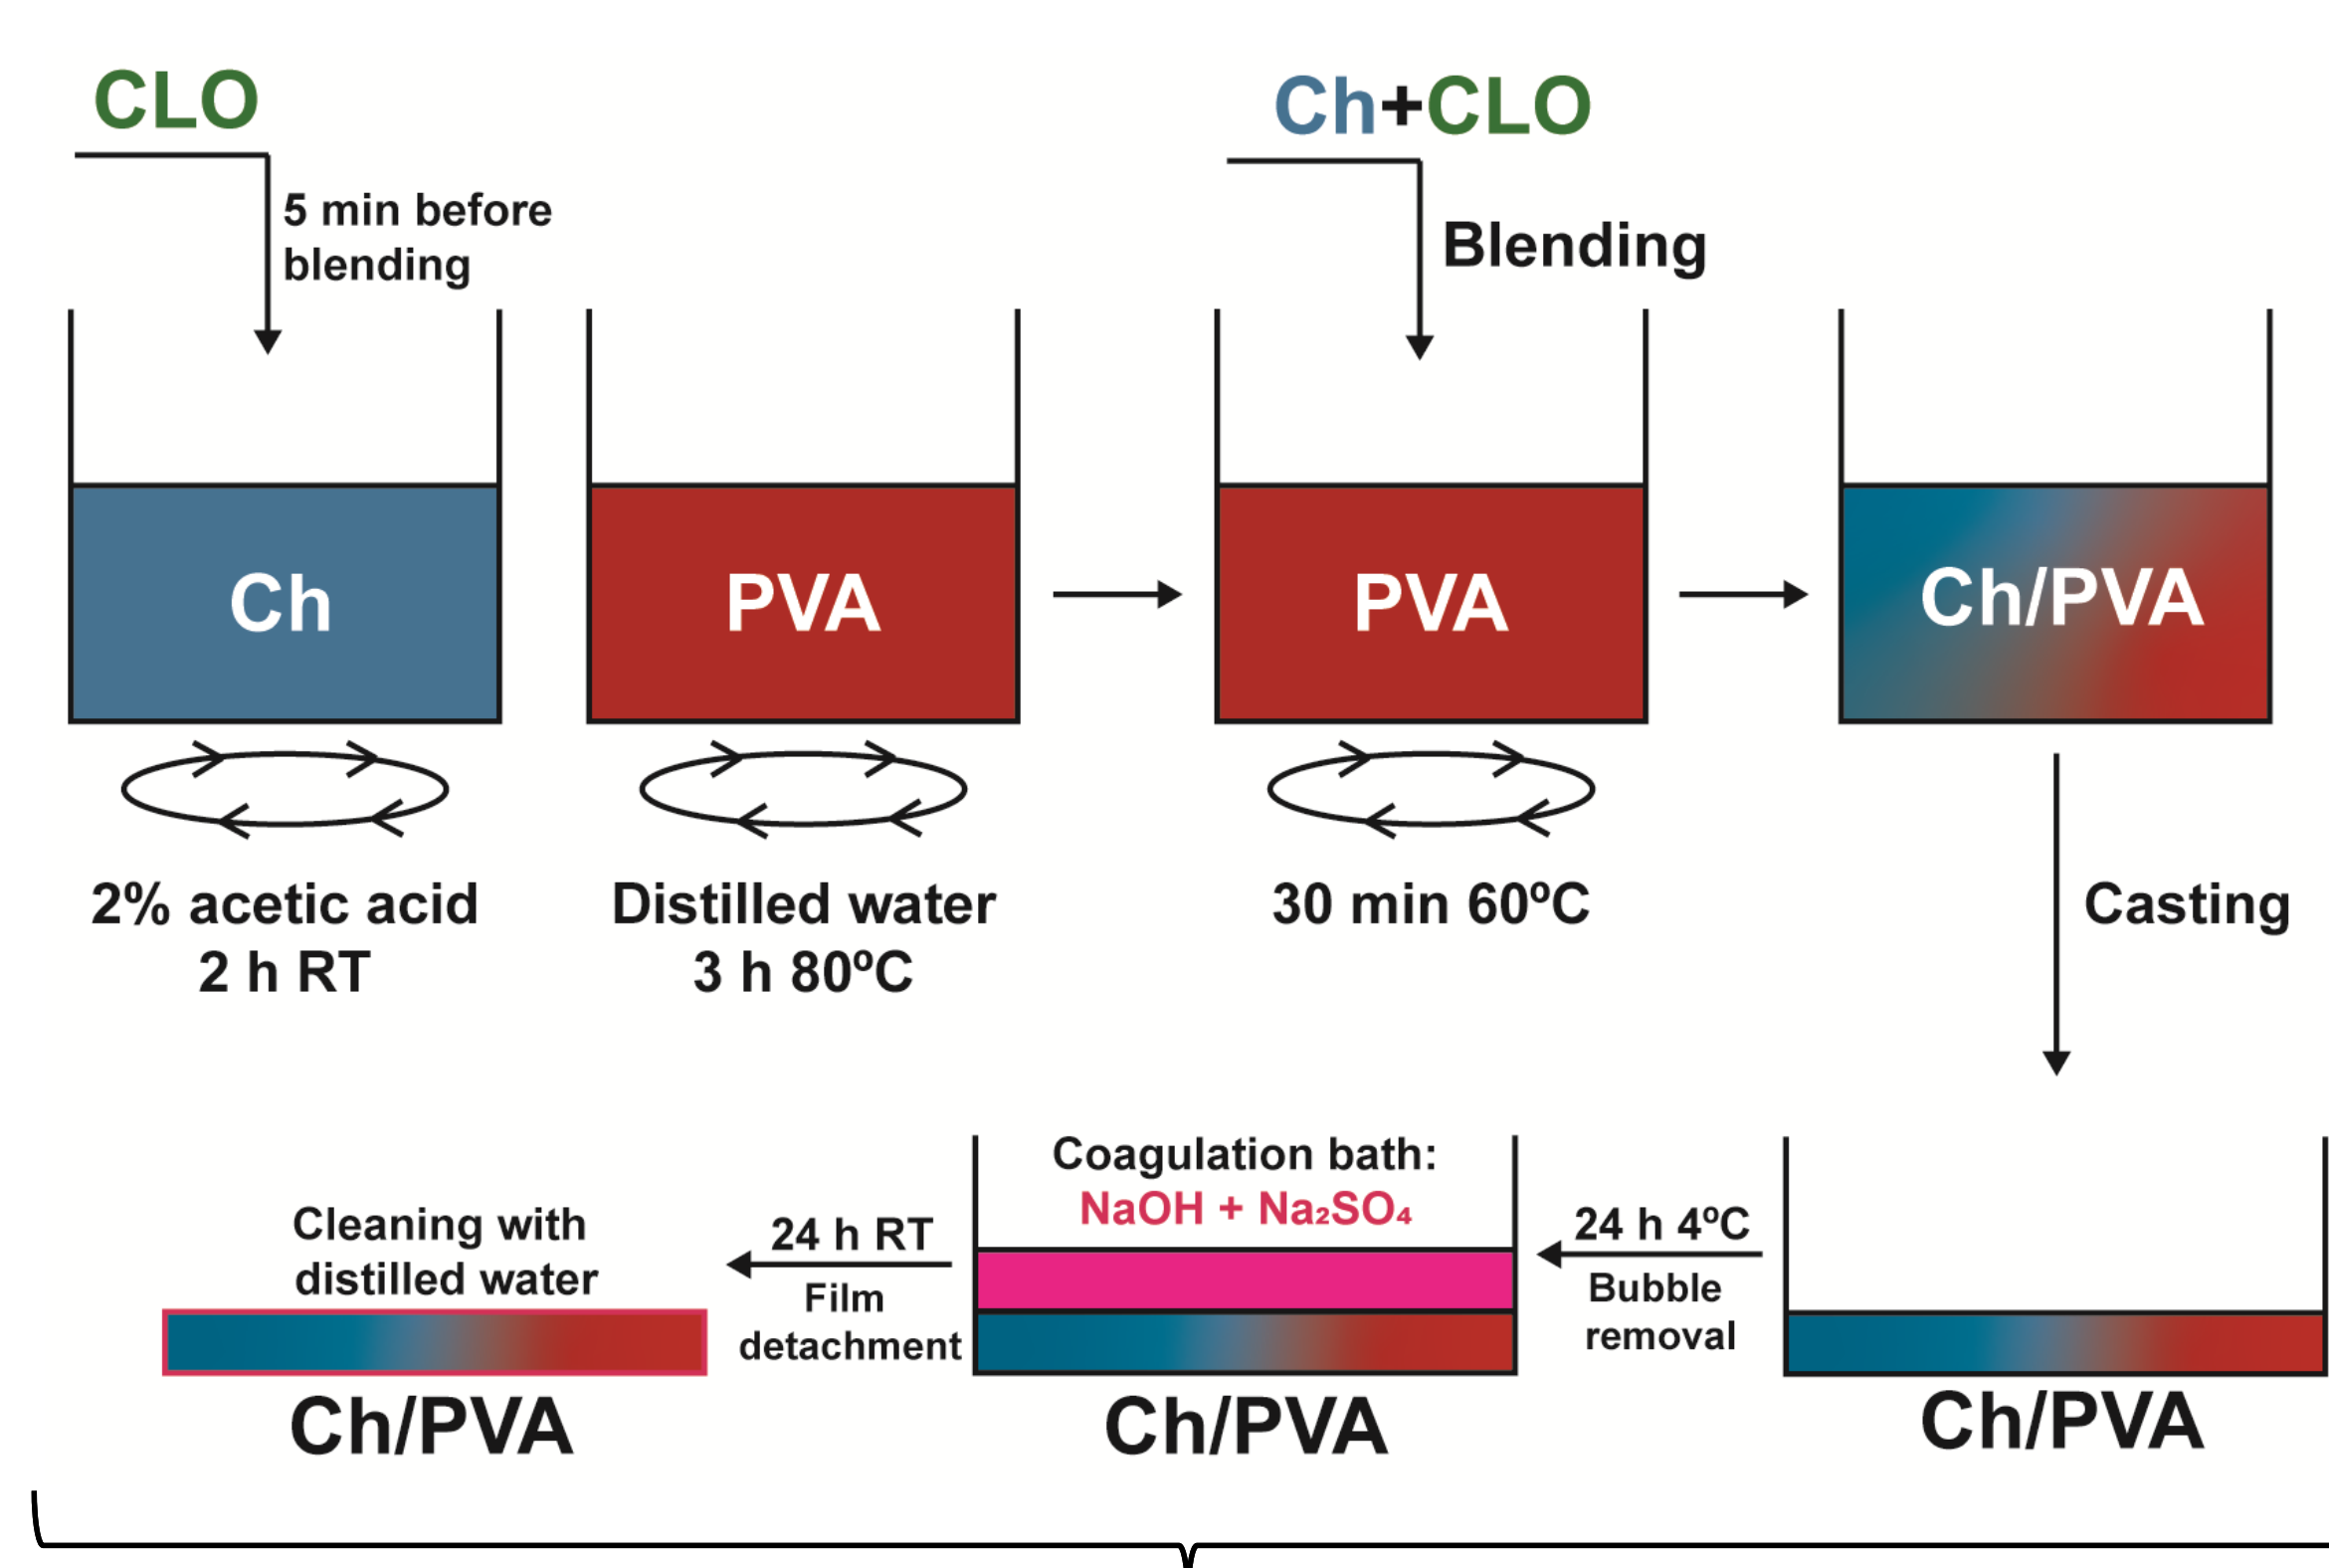 CLO
5 min before
blending
Ch+CLO
Blending
Ch
PVA
PVA
Ch/PVA
2% acetic acid
2 h RT
Distilled water
3 h 80ºC
30 min 60ºC
Casting
Cleaning with
distilled water
Ch/PVA
24 h RT
Film
detachment
Coagulation bath:
NaOH + Na₂SO₄
Ch/PVA
24 h 4ºC
Bubble
removal
Ch/PVA